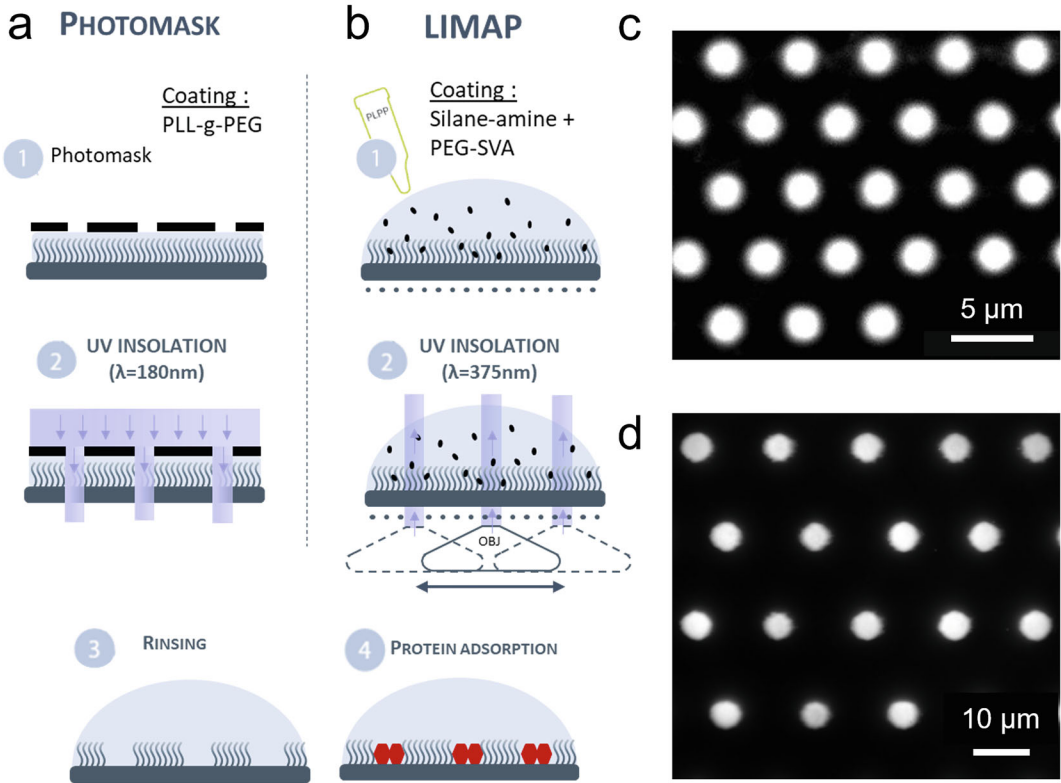 a PHOTOMASK
Coating :
PLL-g-PEG
1 Photomask
2 UV INSOLATION
(λ=180nm)
b LIMAP
Coating :
Silane-amine +
PEG-SVA
PLPP
1
2 UV INSOLATION
(λ=375nm)
OBJ
3 RINSING
4 PROTEIN ADSORPTION
c
5 µm
d
10 µm